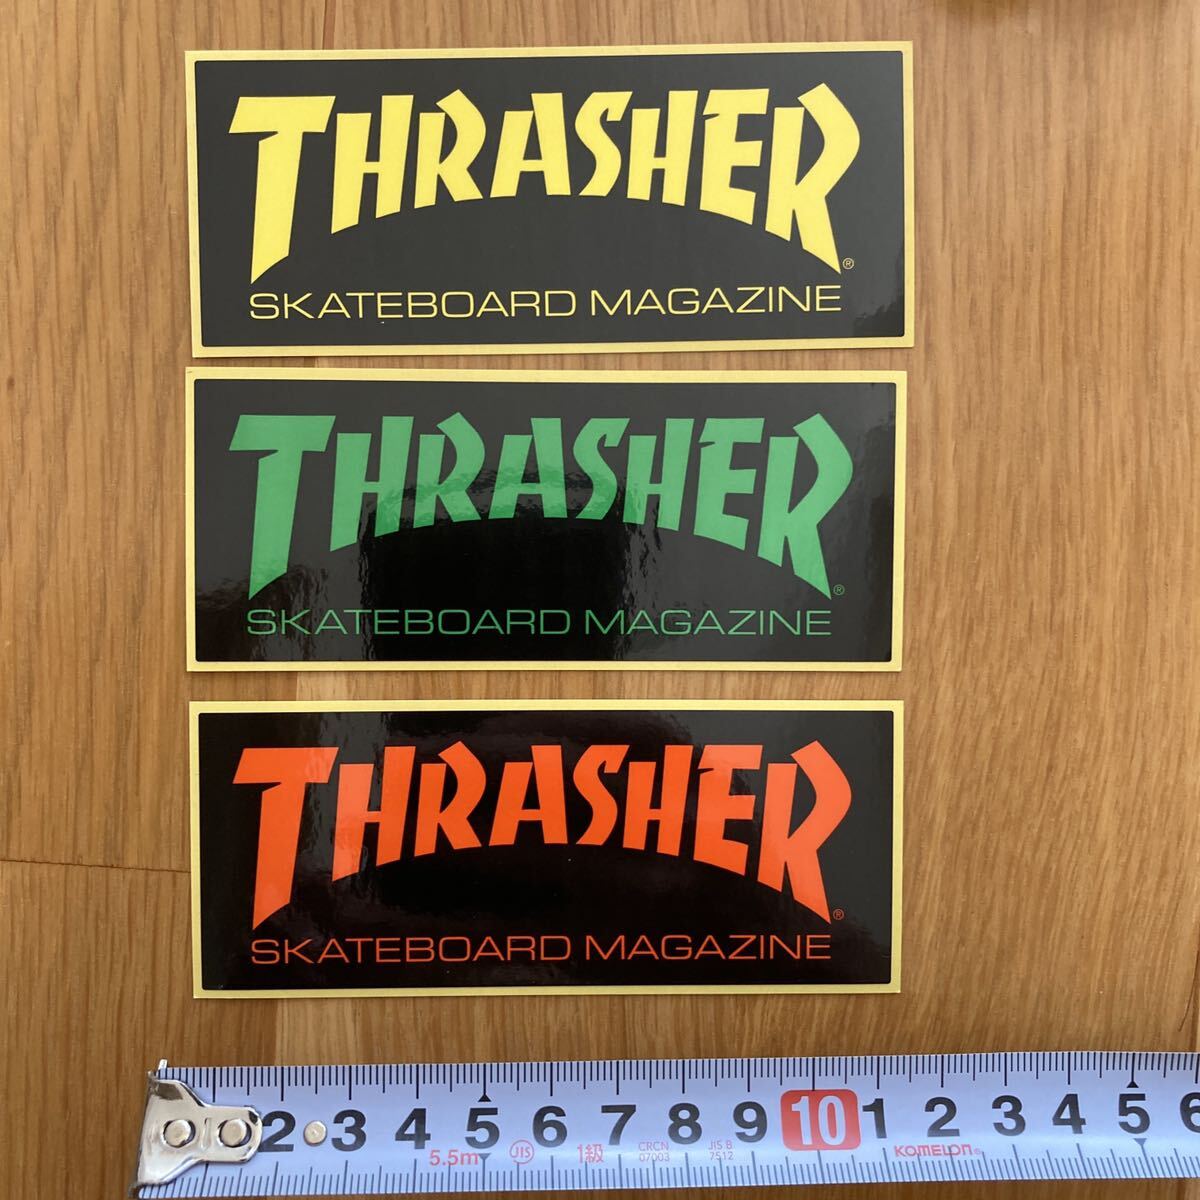 THRASHER
®
SKATEBOARD MAGAZINE
THRASHER
®
SKATEBOARD MAGAZINE
THRASHER
®
SKATEBOARD MAGAZINE
2 3 4 5 6 7 8 9 10 1 2 3 4 5 6
5.5m JIS 1級 CRCN 07003 JIS B 7512 KOMELON®